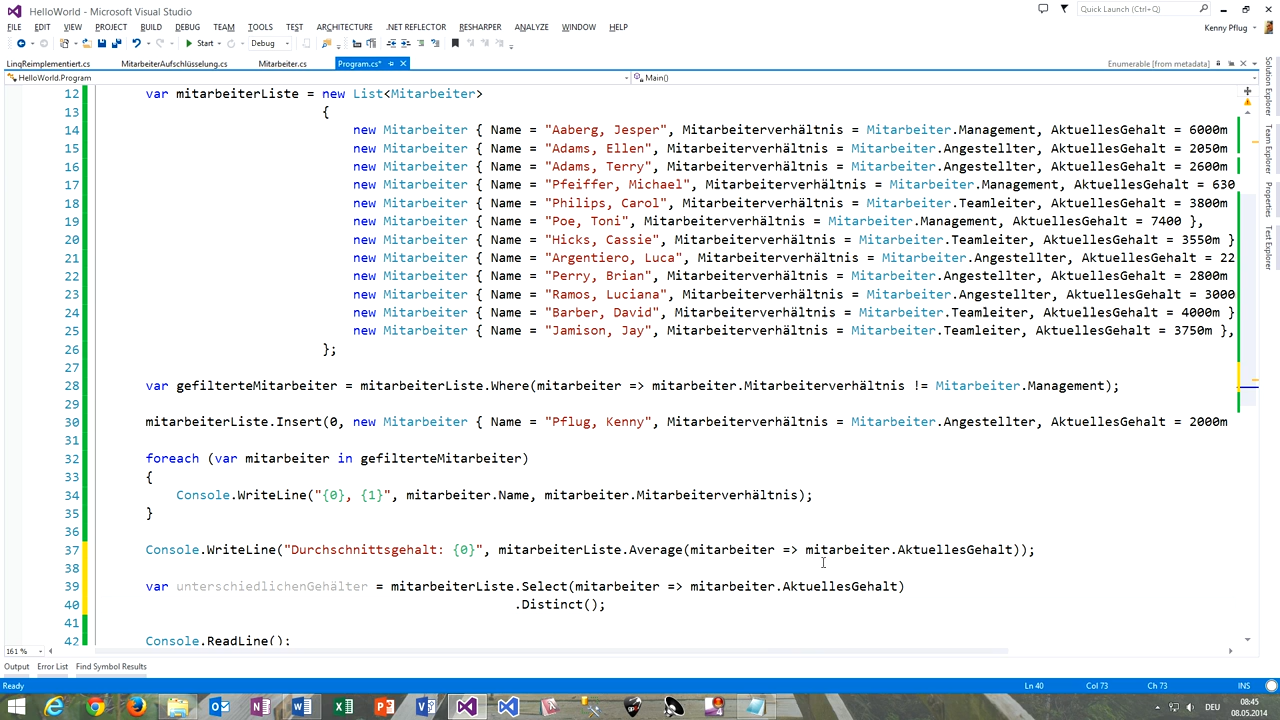 HelloWorld - Microsoft Visual Studio
Quick Launch (Ctrl+Q)
FILE EDIT VIEW PROJECT BUILD DEBUG TEAM TOOLS TEST ARCHITECTURE .NET REFLECTOR RESHARPER ANALYZE WINDOW HELP
Kenny Pflug
Start Debug
LinqReimplementiert.cs MitarbeiterAufschlüsselung.cs Mitarbeiter.cs Program.cs* Enumerable [from metadata]
HelloWorld.Program Main()
12 var mitarbeiterListe = new List<Mitarbeiter>
13 {
14 new Mitarbeiter { Name = "Aaberg, Jesper", Mitarbeiterverhältnis = Mitarbeiter.Management, AktuellesGehalt = 6000m
15 new Mitarbeiter { Name = "Adams, Ellen", Mitarbeiterverhältnis = Mitarbeiter.Angestellter, AktuellesGehalt = 2050m
16 new Mitarbeiter { Name = "Adams, Terry", Mitarbeiterverhältnis = Mitarbeiter.Angestellter, AktuellesGehalt = 2600m
17 new Mitarbeiter { Name = "Pfeiffer, Michael", Mitarbeiterverhältnis = Mitarbeiter.Management, AktuellesGehalt = 630
18 new Mitarbeiter { Name = "Philips, Carol", Mitarbeiterverhältnis = Mitarbeiter.Teamleiter, AktuellesGehalt = 3800m
19 new Mitarbeiter { Name = "Poe, Toni", Mitarbeiterverhältnis = Mitarbeiter.Management, AktuellesGehalt = 7400 },
20 new Mitarbeiter { Name = "Hicks, Cassie", Mitarbeiterverhältnis = Mitarbeiter.Teamleiter, AktuellesGehalt = 3550m }
21 new Mitarbeiter { Name = "Argentiero, Luca", Mitarbeiterverhältnis = Mitarbeiter.Angestellter, AktuellesGehalt = 22
22 new Mitarbeiter { Name = "Perry, Brian", Mitarbeiterverhältnis = Mitarbeiter.Angestellter, AktuellesGehalt = 2800m
23 new Mitarbeiter { Name = "Ramos, Luciana", Mitarbeiterverhältnis = Mitarbeiter.Angestellter, AktuellesGehalt = 3000
24 new Mitarbeiter { Name = "Barber, David", Mitarbeiterverhältnis = Mitarbeiter.Teamleiter, AktuellesGehalt = 4000m }
25 new Mitarbeiter { Name = "Jamison, Jay", Mitarbeiterverhältnis = Mitarbeiter.Teamleiter, AktuellesGehalt = 3750m },
26 };
27
28 var gefilterteMitarbeiter = mitarbeiterListe.Where(mitarbeiter => mitarbeiter.Mitarbeiterverhältnis != Mitarbeiter.Management);
29
30 mitarbeiterListe.Insert(0, new Mitarbeiter { Name = "Pflug, Kenny", Mitarbeiterverhältnis = Mitarbeiter.Angestellter, AktuellesGehalt = 2000m
31
32 foreach (var mitarbeiter in gefilterteMitarbeiter)
33 {
34 Console.WriteLine("{0}, {1}", mitarbeiter.Name, mitarbeiter.Mitarbeiterverhältnis);
35 }
36
37 Console.WriteLine("Durchschnittsgehalt: {0}", mitarbeiterListe.Average(mitarbeiter => mitarbeiter.AktuellesGehalt));
38
39 var unterschiedlichenGehälter = mitarbeiterListe.Select(mitarbeiter => mitarbeiter.AktuellesGehalt)
40 .Distinct();
41
42 Console.ReadLine();
Solution Explorer
Team Explorer
Properties
Test Explorer
161 %
Output Error List Find Symbol Results
Ready Ln 40 Col 73 Ch 73 INS
DEU 08:45
08.05.2014